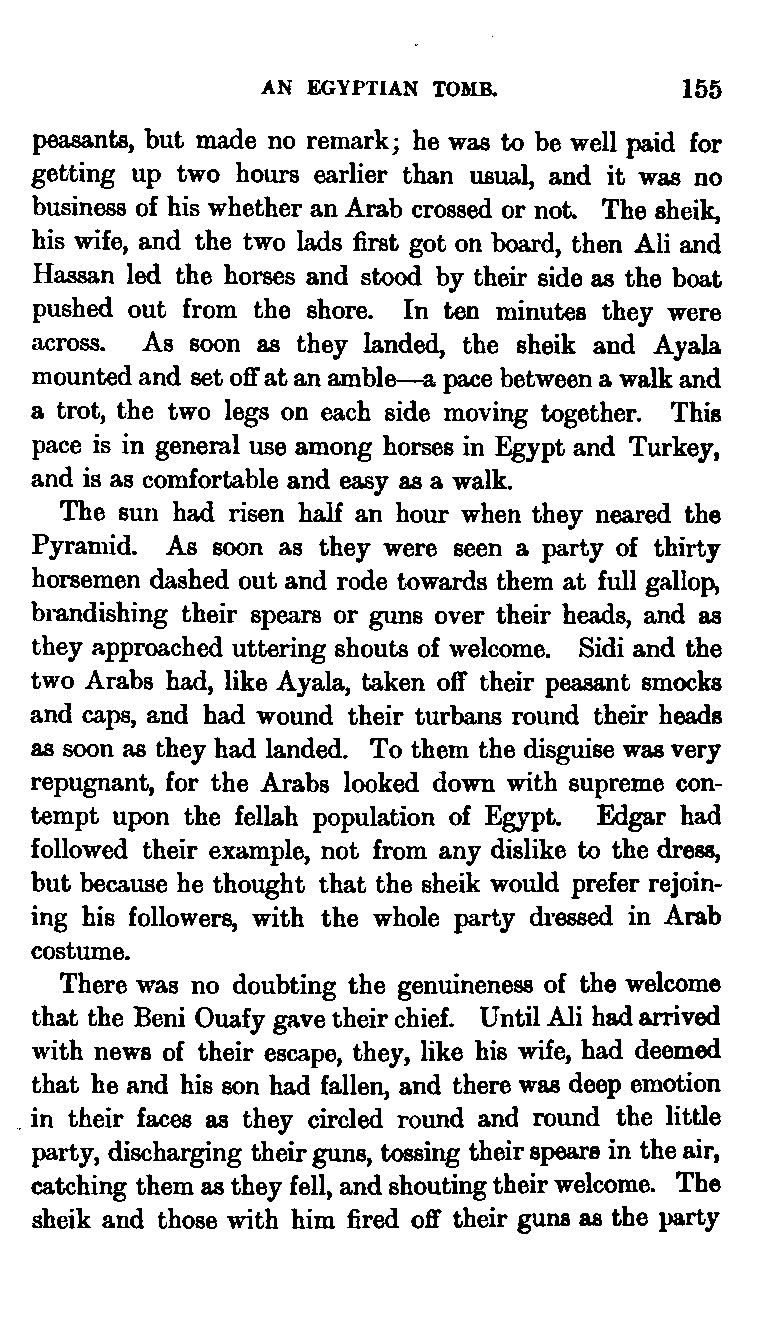 AN EGYPTIAN TOMB. 155
peasants, but made no remark; he was to be well paid for
getting up two hours earlier than usual, and it was no
business of his whether an Arab crossed or not. The sheik,
his wife, and the two lads first got on board, then Ali and
Hassan led the horses and stood by their side as the boat
pushed out from the shore. In ten minutes they were
across. As soon as they landed, the sheik and Ayala
mounted and set off at an amble—a pace between a walk and
a trot, the two legs on each side moving together. This
pace is in general use among horses in Egypt and Turkey,
and is as comfortable and easy as a walk.
The sun had risen half an hour when they neared the
Pyramid. As soon as they were seen a party of thirty
horsemen dashed out and rode towards them at full gallop,
brandishing their spears or guns over their heads, and as
they approached uttering shouts of welcome. Sidi and the
two Arabs had, like Ayala, taken off their peasant smocks
and caps, and had wound their turbans round their heads
as soon as they had landed. To them the disguise was very
repugnant, for the Arabs looked down with supreme con-
tempt upon the fellah population of Egypt. Edgar had
followed their example, not from any dislike to the dress,
but because he thought that the sheik would prefer rejoin-
ing his followers, with the whole party dressed in Arab
costume.
There was no doubting the genuineness of the welcome
that the Beni Ouafy gave their chief. Until Ali had arrived
with news of their escape, they, like his wife, had deemed
that he and his son had fallen, and there was deep emotion
in their faces as they circled round and round the little
party, discharging their guns, tossing their spears in the air,
catching them as they fell, and shouting their welcome. The
sheik and those with him fired off their guns as the party